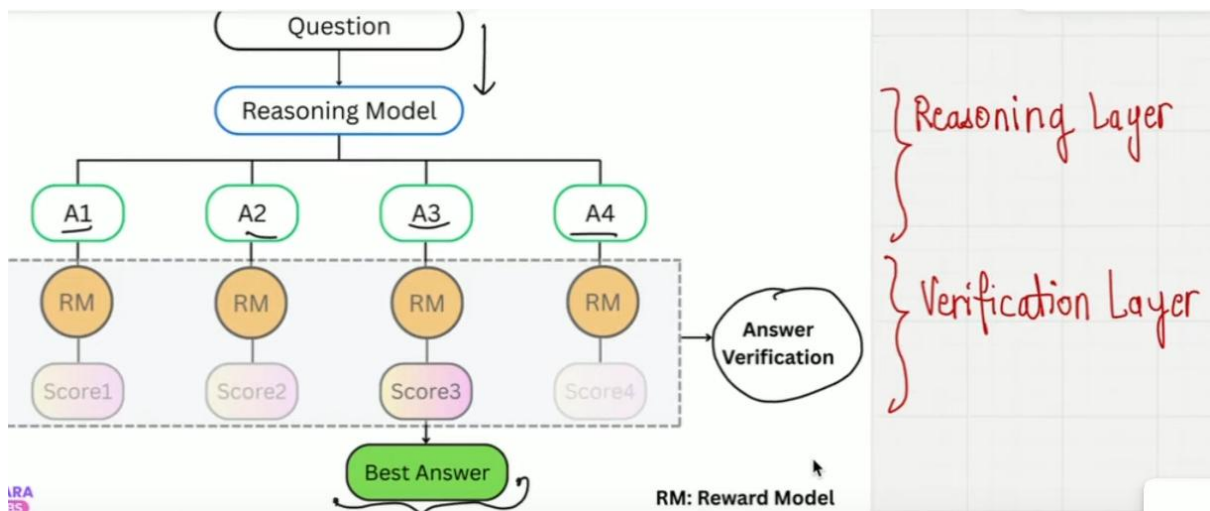 Question
Reasoning Model
Reasoning Layer
A1 A2 A3 A4
RM RM RM RM
Verification Layer
Answer
Verification
Score1 Score2 Score3 Score4
Best Answer
RM: Reward Model
ARA